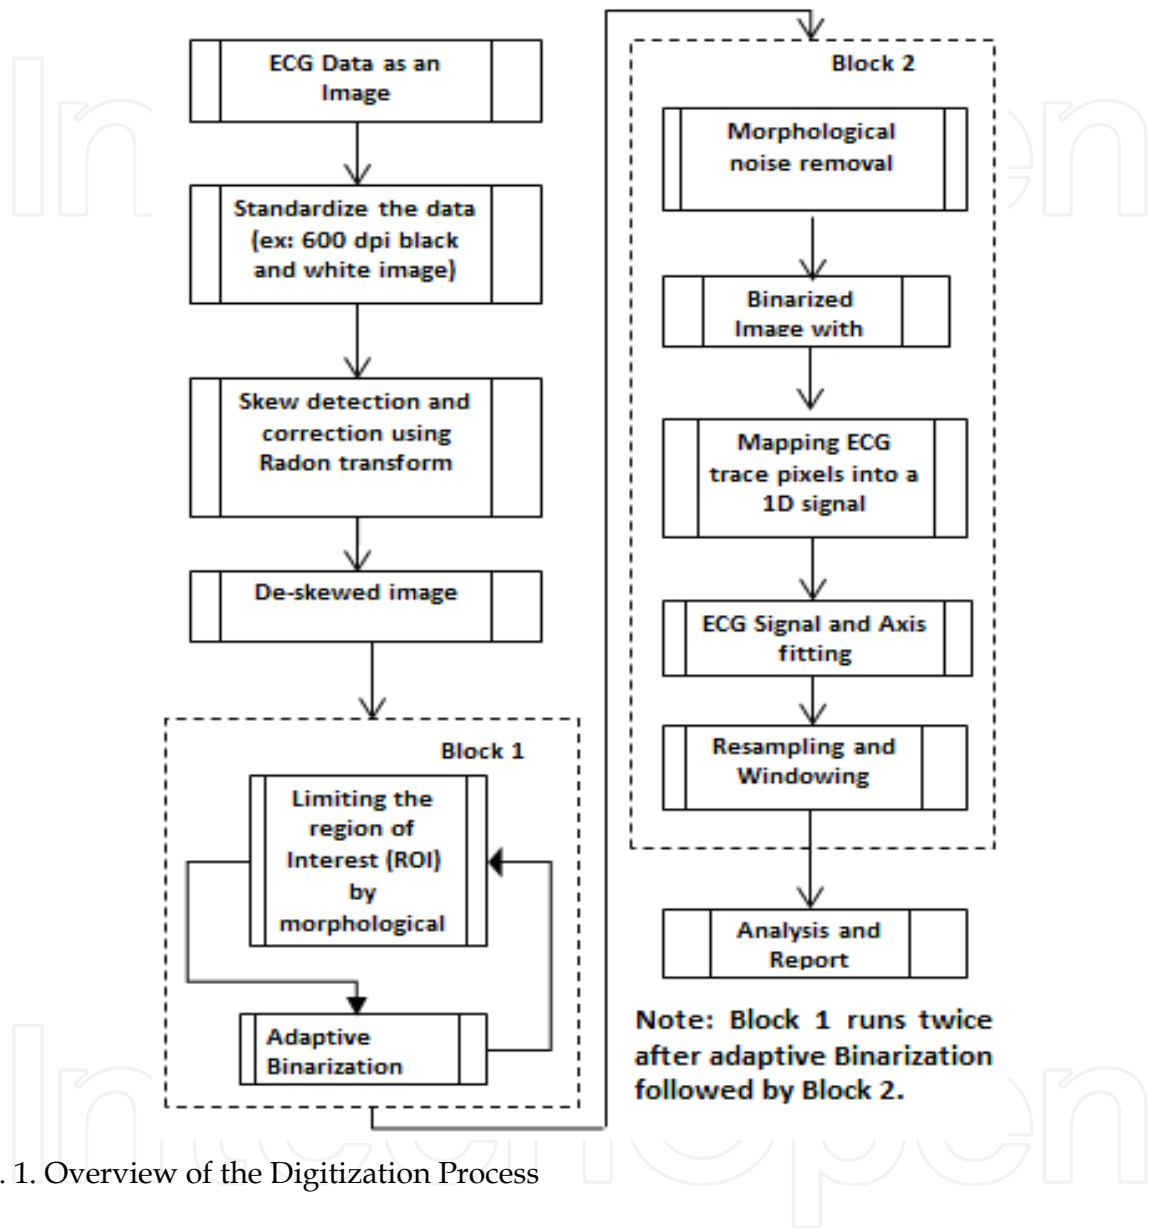 ECG Data as an
Image
Standardize the data
(ex: 600 dpi black
and white image)
Skew detection and
correction using
Radon transform
De-skewed image
Block 1
Limiting the
region of
Interest (ROI)
by
morphological
Adaptive
Binarization
Block 2
Morphological
noise removal
Binarized
Image with
Mapping ECG
trace pixels into a
1D signal
ECG Signal and Axis
fitting
Resampling and
Windowing
Analysis and
Report
Note: Block 1 runs twice
after adaptive Binarization
followed by Block 2.
. 1. Overview of the Digitization Process